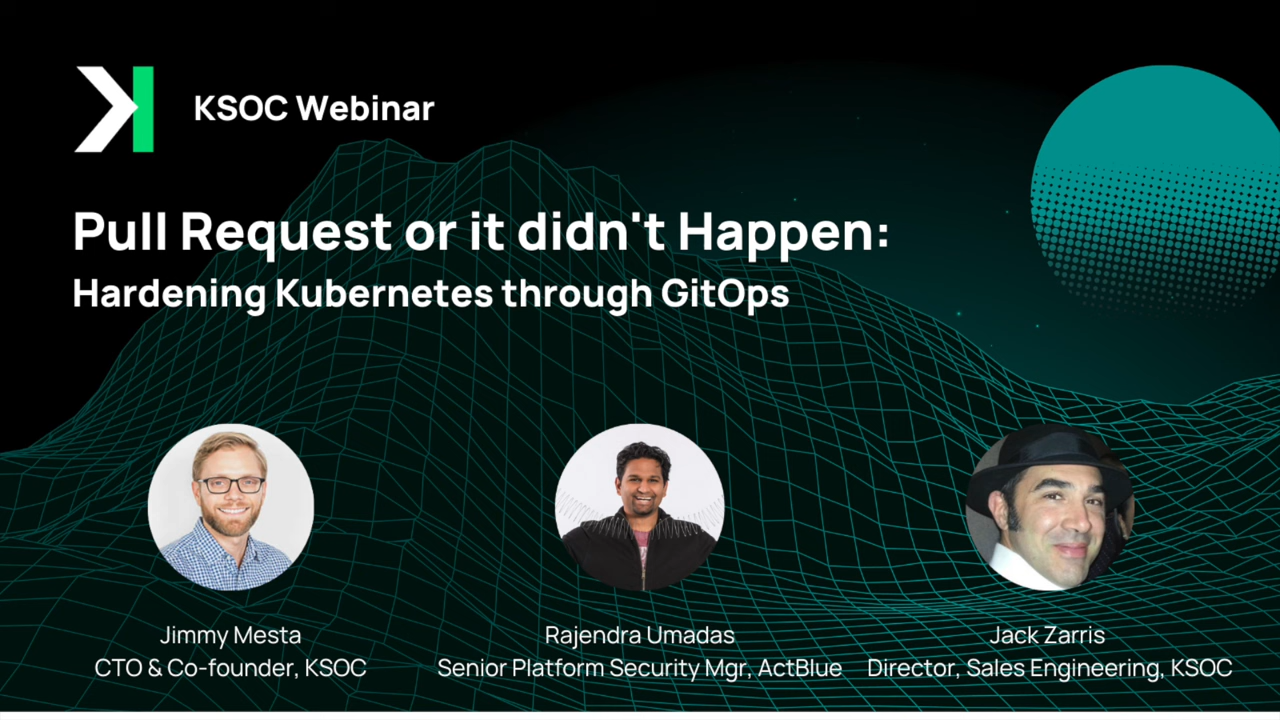 KSOC Webinar
Pull Request or it didn't Happen:
Hardening Kubernetes through GitOps
Jimmy Mesta
CTO & Co-founder, KSOC
Rajendra Umadas
Senior Platform Security Mgr, ActBlue
Jack Zarris
Director, Sales Engineering, KSOC